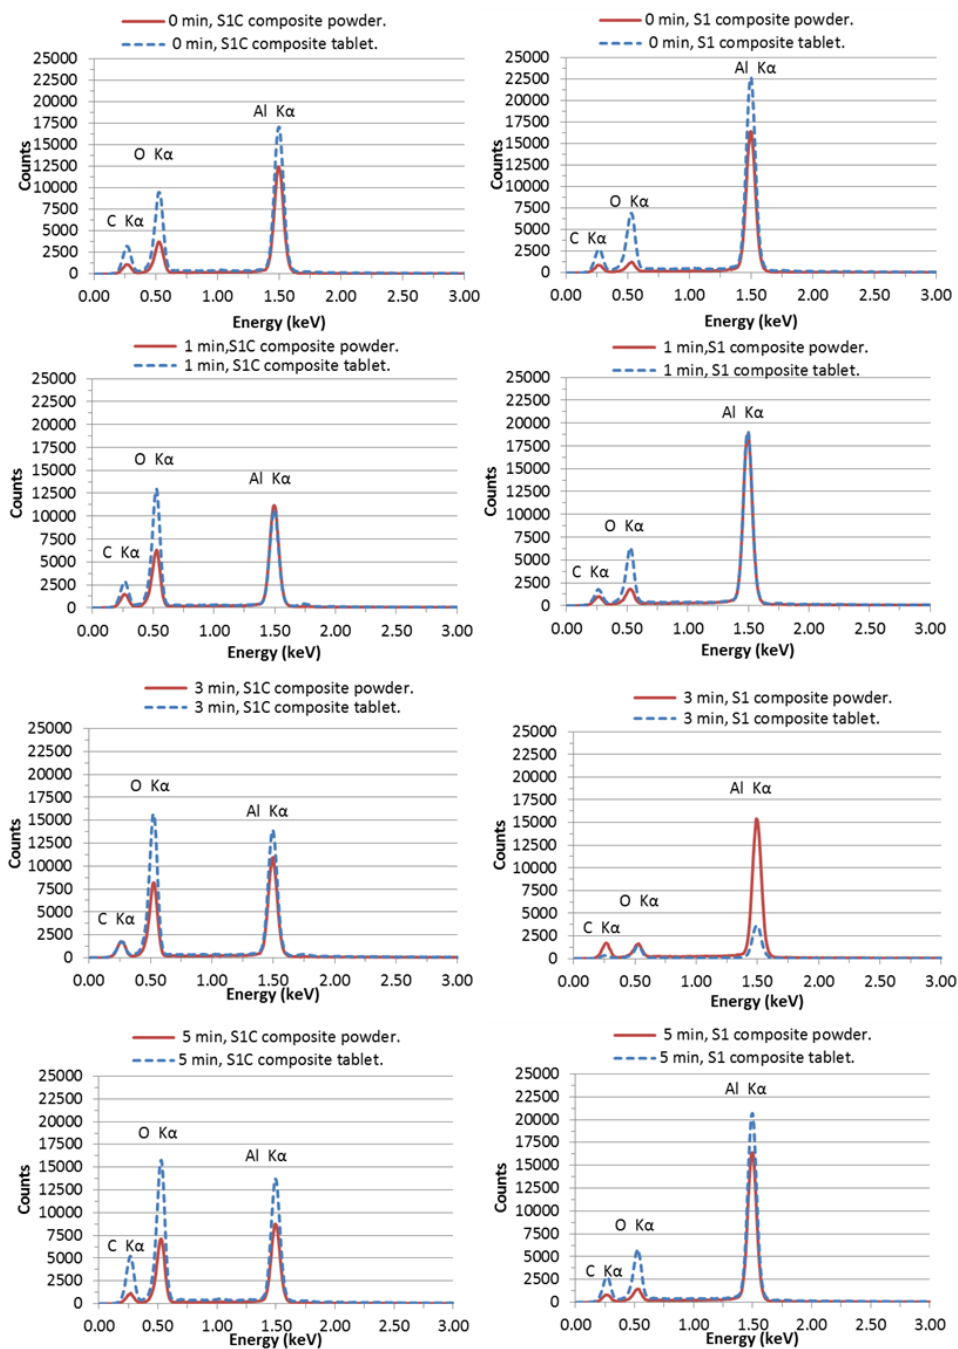 0 min, S1C composite powder.
0 min, S1C composite tablet.
25000
22500
20000
17500
15000
12500
10000
7500
5000
2500
0
Counts
C Kα
O Kα
Al Kα
0.00 0.50 1.00 1.50 2.00 2.50 3.00
Energy (keV)
0 min, S1 composite powder.
0 min, S1 composite tablet.
25000
22500
20000
17500
15000
12500
10000
7500
5000
2500
0
Counts
C Kα
O Kα
Al Kα
0.00 0.50 1.00 1.50 2.00 2.50 3.00
Energy (keV)
1 min,S1C composite powder.
1 min, S1C composite tablet.
25000
22500
20000
17500
15000
12500
10000
7500
5000
2500
0
Counts
C Kα
O Kα
Al Kα
0.00 0.50 1.00 1.50 2.00 2.50 3.00
Energy (keV)
1 min,S1 composite powder.
1 min, S1 composite tablet.
25000
22500
20000
17500
15000
12500
10000
7500
5000
2500
0
Counts
C Kα
O Kα
Al Kα
0.00 0.50 1.00 1.50 2.00 2.50 3.00
Energy (keV)
3 min, S1C composite powder.
3 min, S1C composite tablet.
25000
22500
20000
17500
15000
12500
10000
7500
5000
2500
0
Counts
C Kα
O Kα
Al Kα
0.00 0.50 1.00 1.50 2.00 2.50 3.00
Energy (keV)
3 min, S1 composite powder.
3 min, S1 composite tablet.
25000
22500
20000
17500
15000
12500
10000
7500
5000
2500
0
Counts
C Kα
O Kα
Al Kα
0.00 0.50 1.00 1.50 2.00 2.50 3.00
Energy (keV)
5 min, S1C composite powder.
5 min, S1C composite tablet.
25000
22500
20000
17500
15000
12500
10000
7500
5000
2500
0
Counts
C Kα
O Kα
Al Kα
0.00 0.50 1.00 1.50 2.00 2.50 3.00
Energy (keV)
5 min, S1 composite powder.
5 min, S1 composite tablet.
25000
22500
20000
17500
15000
12500
10000
7500
5000
2500
0
Counts
C Kα
O Kα
Al Kα
0.00 0.50 1.00 1.50 2.00 2.50 3.00
Energy (keV)